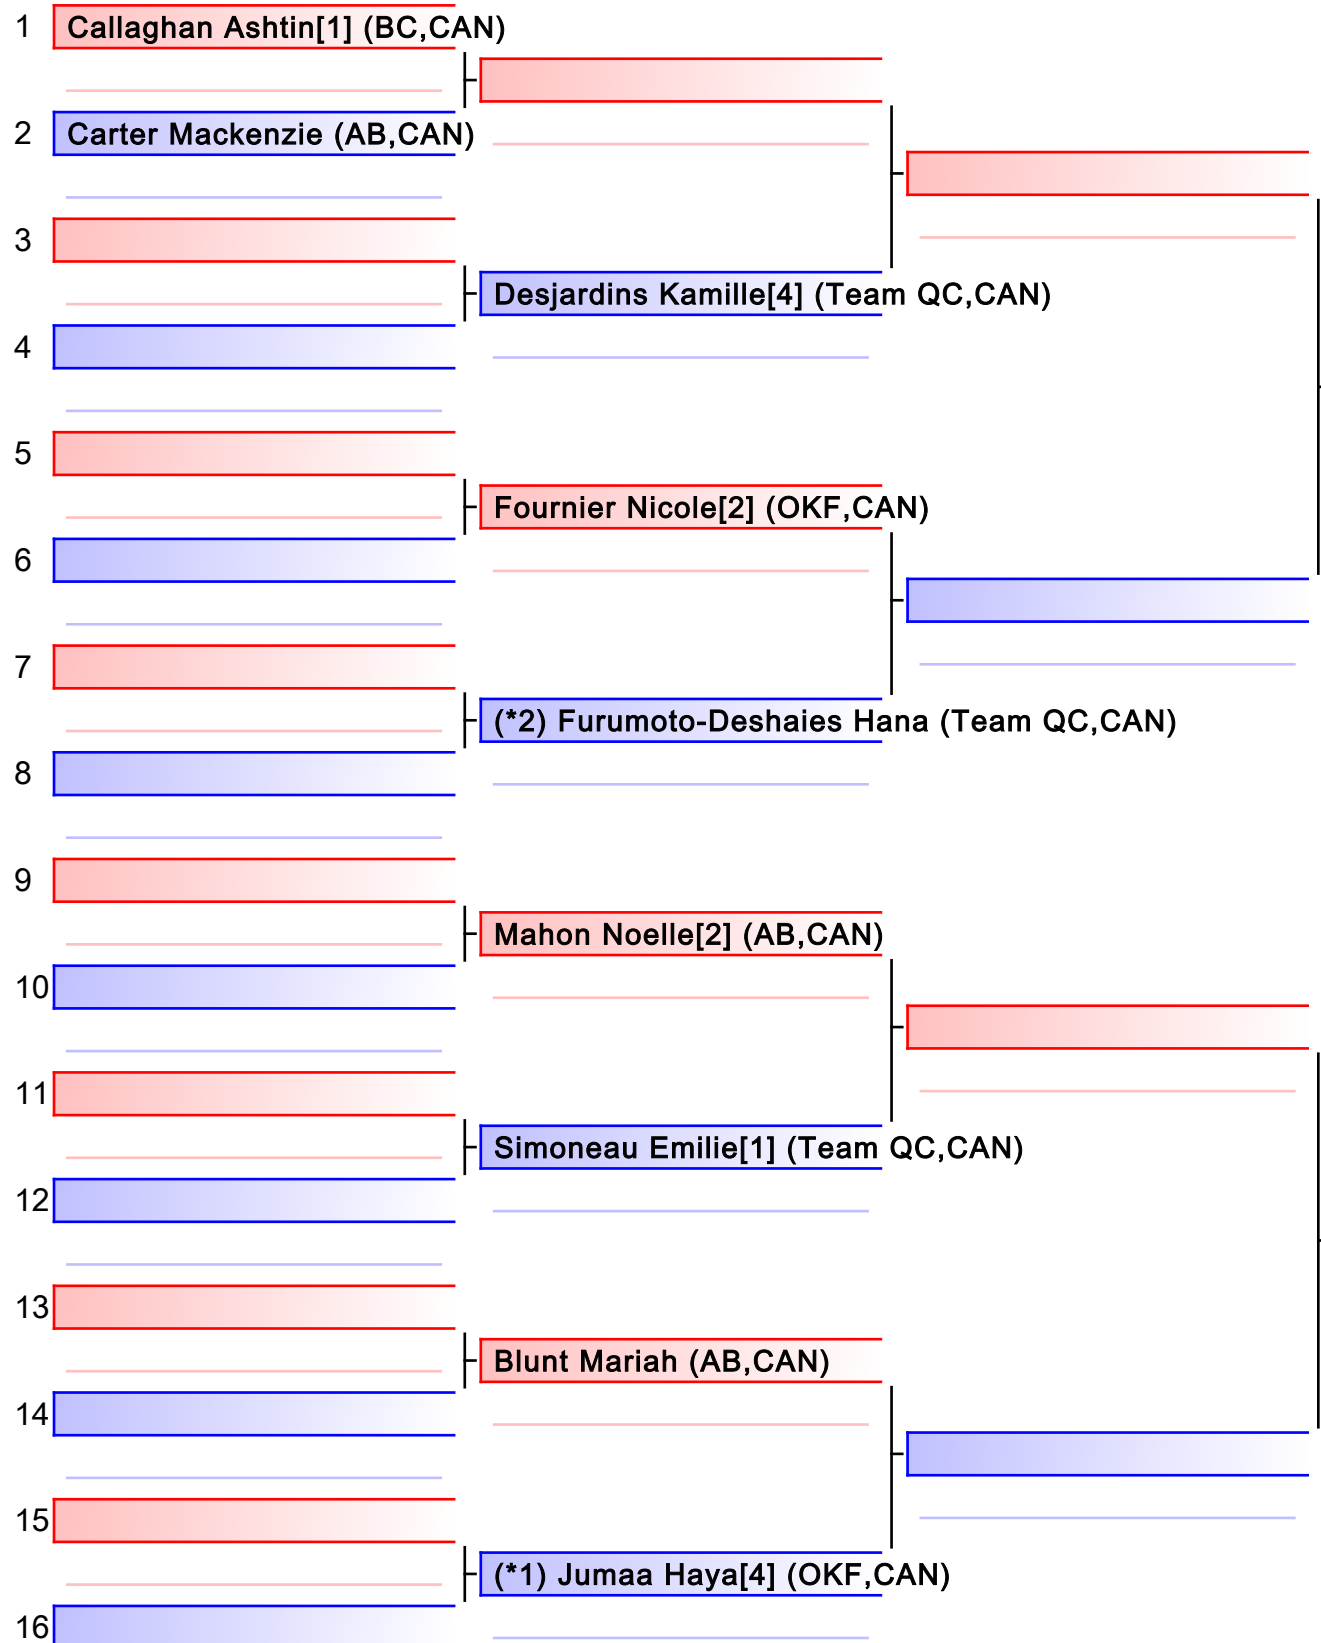 1 Callaghan Ashtin[1] (BC,CAN)
2 Carter Mackenzie (AB,CAN)
3
Desjardins Kamille[4] (Team QC,CAN)
4
5
Fournier Nicole[2] (OKF,CAN)
6
7
(*2) Furumoto-Deshaies Hana (Team QC,CAN)
8
9
Mahon Noelle[2] (AB,CAN)
10
11
Simoneau Emilie[1] (Team QC,CAN)
12
13
Blunt Mariah (AB,CAN)
14
15
(*1) Jumaa Haya[4] (OKF,CAN)
16